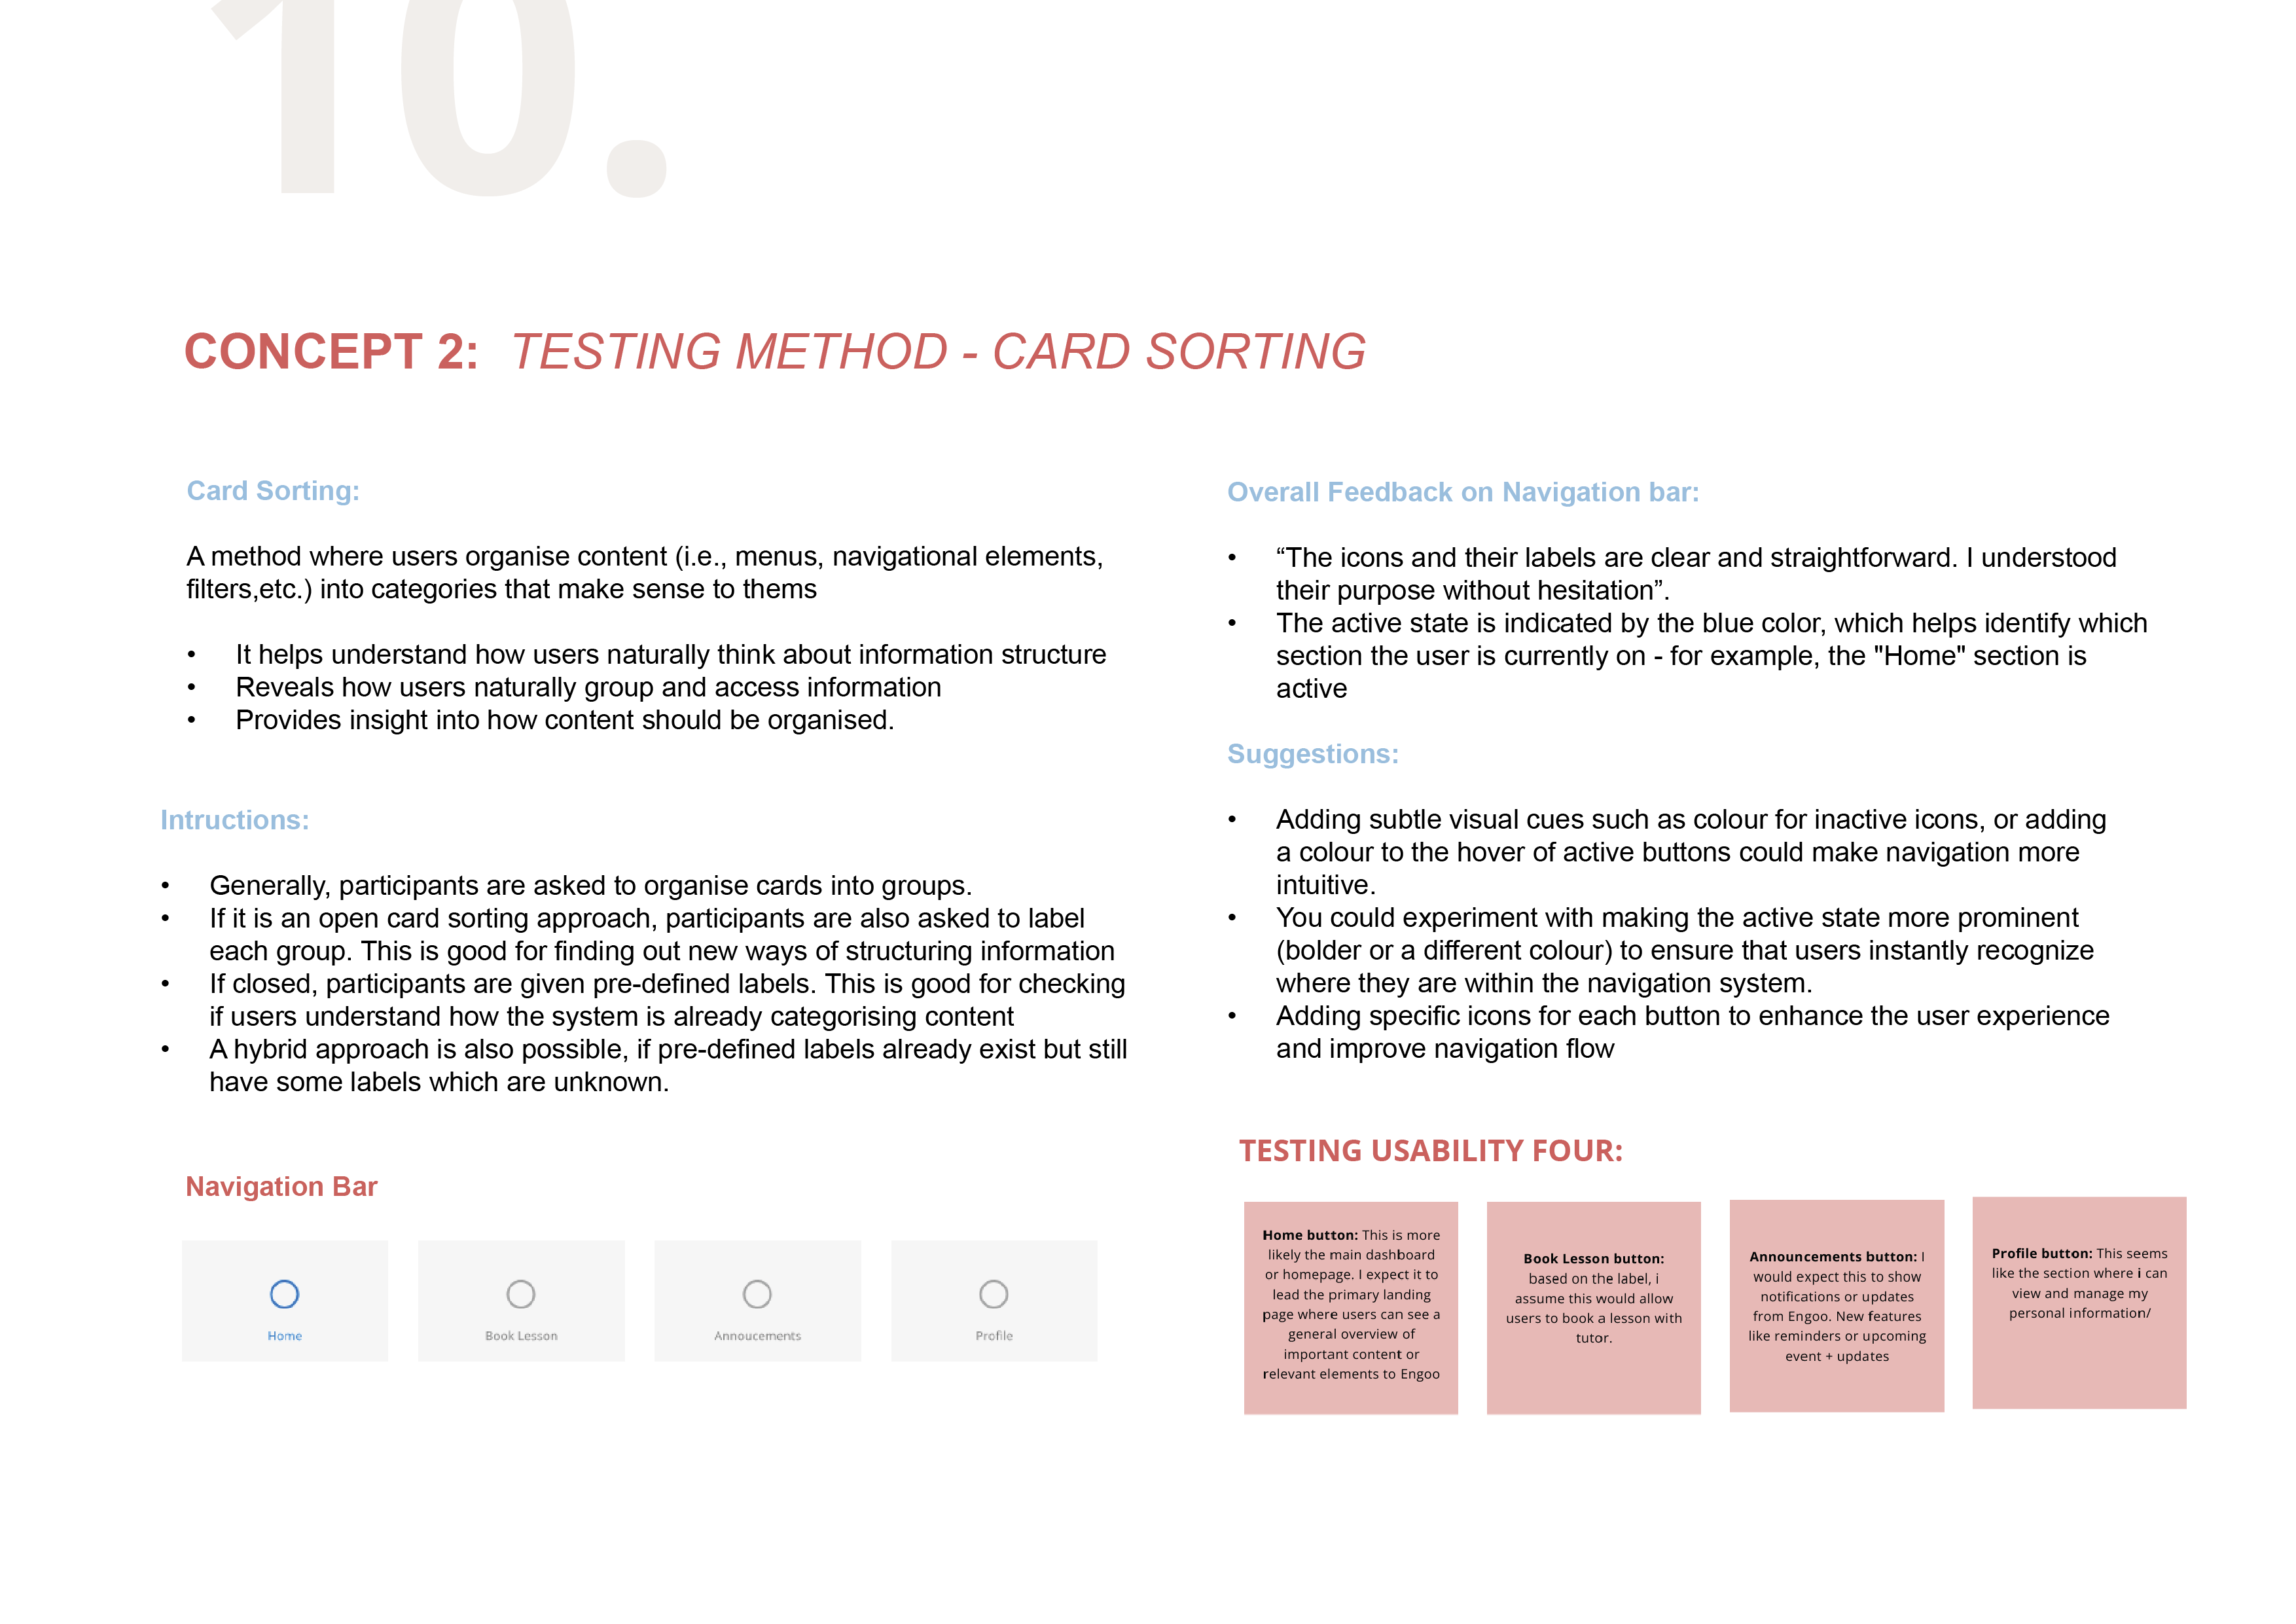 10.
CONCEPT 2: TESTING METHOD - CARD SORTING
Card Sorting:
A method where users organise content (i.e., menus, navigational elements,
filters,etc.) into categories that make sense to thems
• It helps understand how users naturally think about information structure
• Reveals how users naturally group and access information
• Provides insight into how content should be organised.
Intructions:
• Generally, participants are asked to organise cards into groups.
• If it is an open card sorting approach, participants are also asked to label
each group. This is good for finding out new ways of structuring information
• If closed, participants are given pre-defined labels. This is good for checking
if users understand how the system is already categorising content
• A hybrid approach is also possible, if pre-defined labels already exist but still
have some labels which are unknown.
Navigation Bar
Home
Book Lesson
Annoucements
Profile
Overall Feedback on Navigation bar:
• “The icons and their labels are clear and straightforward. I understood
their purpose without hesitation”.
• The active state is indicated by the blue color, which helps identify which
section the user is currently on - for example, the "Home" section is
active
Suggestions:
• Adding subtle visual cues such as colour for inactive icons, or adding
a colour to the hover of active buttons could make navigation more
intuitive.
• You could experiment with making the active state more prominent
(bolder or a different colour) to ensure that users instantly recognize
where they are within the navigation system.
• Adding specific icons for each button to enhance the user experience
and improve navigation flow
TESTING USABILITY FOUR:
Home button: This is more
likely the main dashboard
or homepage. I expect it to
lead the primary landing
page where users can see a
general overview of
important content or
relevant elements to Engoo
Book Lesson button:
based on the label, i
assume this would allow
users to book a lesson with
tutor.
Announcements button: I
would expect this to show
notifications or updates
from Engoo. New features
like reminders or upcoming
event + updates
Profile button: This seems
like the section where i can
view and manage my
personal information/